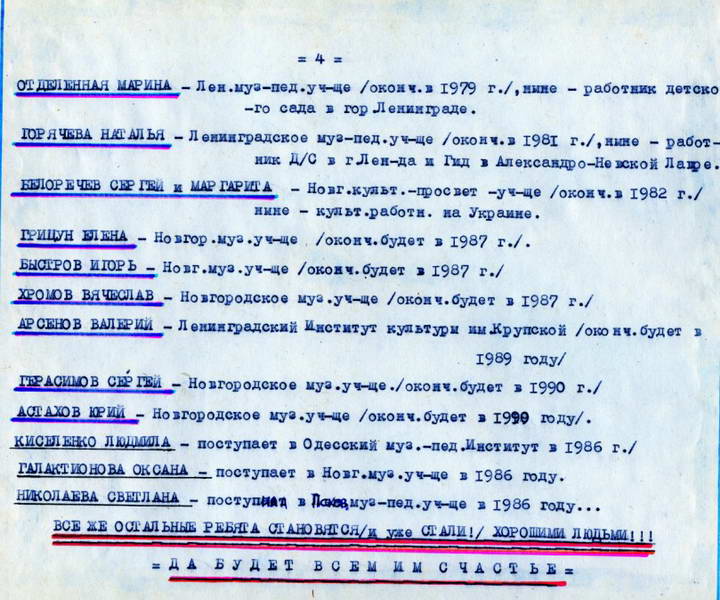 = 4 =
ОТДЕЛЕННАЯ МАРИНА - Лен.муз-пед.уч-ще /оконч.в 1979 г./,ныне - работник детско
-го сада в гор.Ленинграде.
ГОРЯЧЕВА НАТАЛЬЯ - Ленинградское муз-пед.уч-ще /оконч.в 1981 г./,ныне - работ-
ник Д/С в г.Лен-да и Гид в Александро-Невской Лавре.
БЕЛОРЕЧЕВ СЕРГЕЙ и МАРГАРИТА - Новг.культ.-просвет -уч-ще /оконч.в 1982 г./
ныне - культ.работн. на Украине.
ГРИЦУН ЕЛЕНА - Новгор.муз.уч-ще /оконч.будет в 1987 г./.
БЫСТРОВ ИГОРЬ - Новг.муз.уч-ще /оконч.будет в 1987 г./
ХРОМОВ ВЯЧЕСЛАВ - Новгородское муз.уч-ще /оконч.будет в 1987 г./
АРСЕНОВ ВАЛЕРИЙ - Ленинградский Институт культуры им.Крупской /оконч.будет в
1989 году/
ГЕРАСИМОВ СЕРГЕЙ - Новгородское муз.уч-ще./оконч.будет в 1990 г./
АСТАХОВ ЮРИЙ - Новгородское муз.уч-ще /оконч.будет в 1990 году/.
КИСЕЛЕНКО ЛЮДМИЛА - поступает в Одесский муз.-пед.Институт в 1986 г./
ГАЛАКТИОНОВА ОКСАНА - поступает в Новг.муз.уч-ще в 1986 году.
НИКОЛАЕВА СВЕТЛАНА - в муз-пед.уч-ще в 1986 году...
ВСЕ ЖЕ ОСТАЛЬНЫЕ РЕБЯТА СТАНОВЯТСЯ/и уже СТАЛИ!/ ХОРОШИМИ ЛЮДЬМИ!!!
= ДА БУДЕТ ВСЕМ ИМ СЧАСТЬЕ =